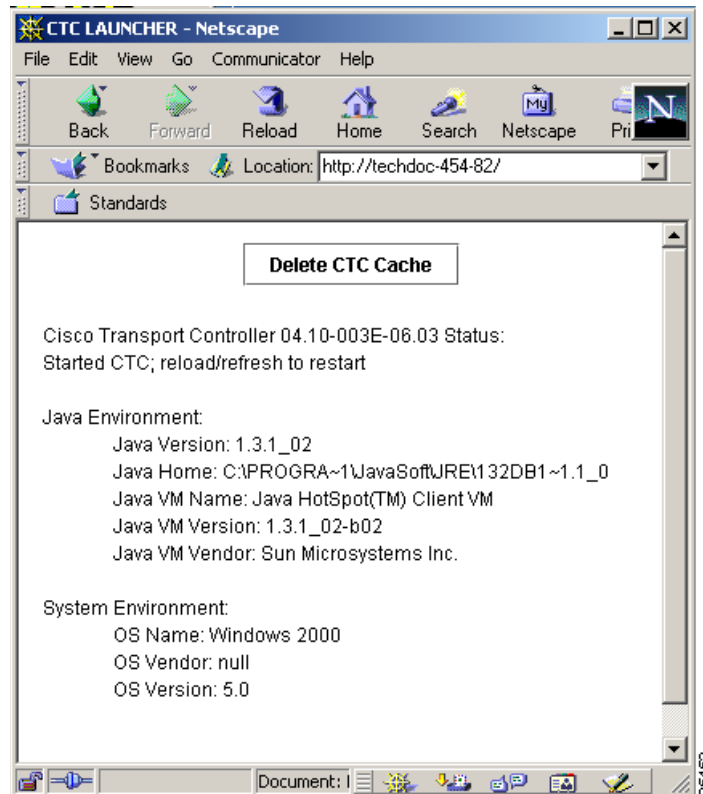 CTC LAUNCHER - Netscape
File Edit View Go Communicator Help
Back Forward Reload Home Search Netscape Pri
My
N
Bookmarks Location: http://techdoc-454-82/
Standards
Delete CTC Cache
Cisco Transport Controller 04.10-003E-06.03 Status:
Started CTC; reload/refresh to restart
Java Environment:
Java Version: 1.3.1_02
Java Home: C:\PROGRA~1\JavaSoft\JRE\132DB1~1.1_0
Java VM Name: Java HotSpot(TM) Client VM
Java VM Version: 1.3.1_02-b02
Java VM Vendor: Sun Microsystems Inc.
System Environment:
OS Name: Windows 2000
OS Vendor: null
OS Version: 5.0
Document: